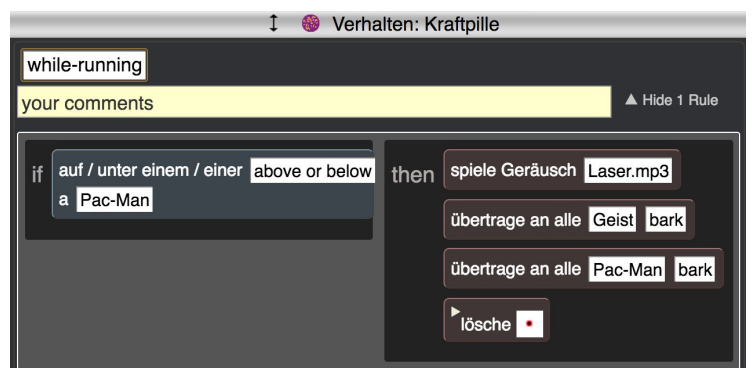 Verhalten: Kraftpille
while-running
your comments
Hide 1 Rule
if auf / unter einem / einer above or below
a Pac-Man
then spiele Geräusch Laser.mp3
übertrage an alle Geist bark
übertrage an alle Pac-Man bark
lösche